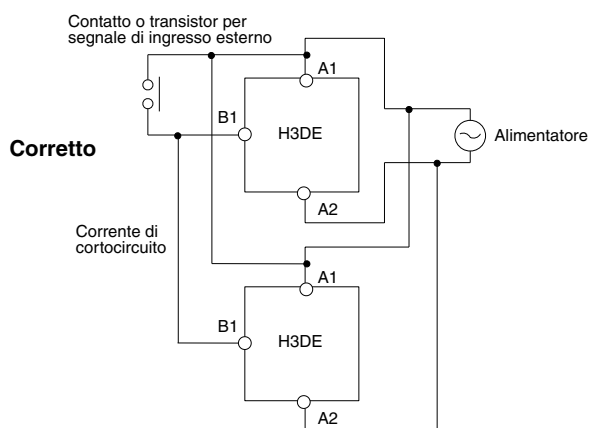 Contatto o transistor per
segnale di ingresso esterno
A1
B1
H3DE
Alimentatore
Corretto
A2
Corrente di
cortocircuito
A1
B1
H3DE
A2